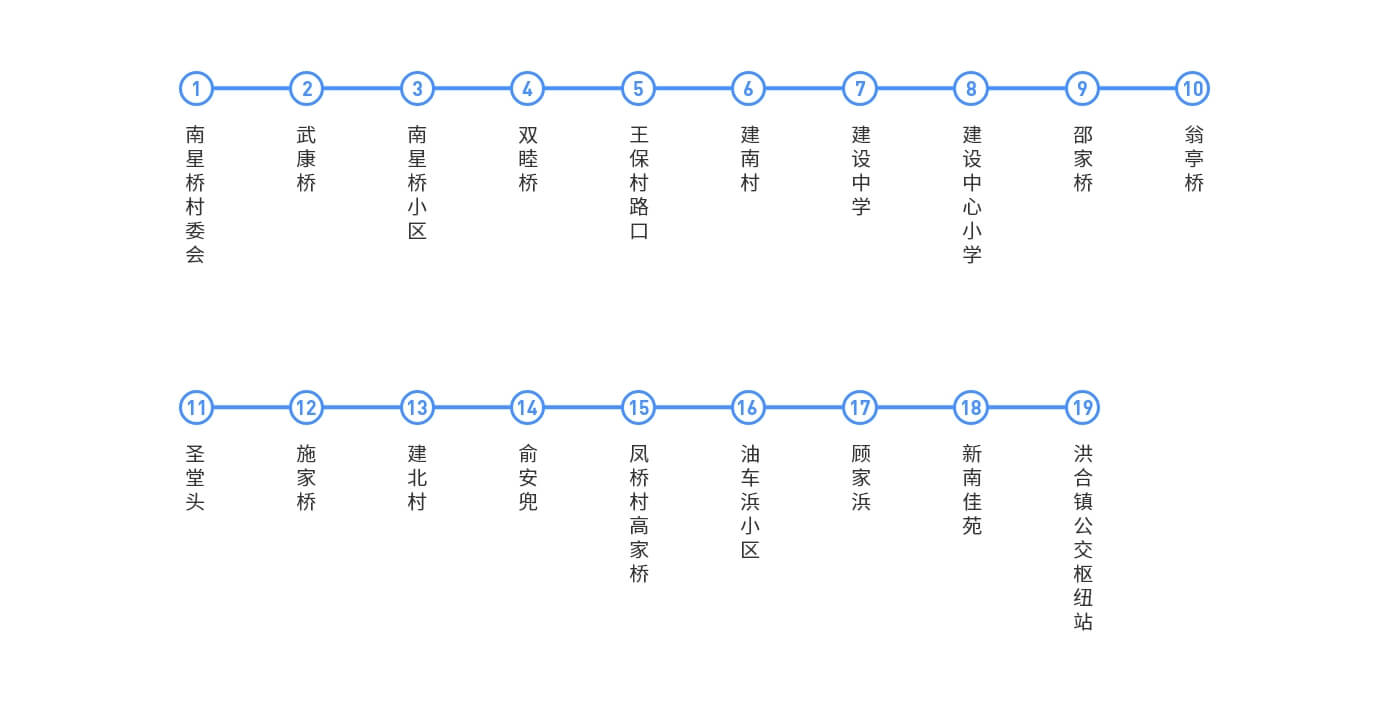 1
南星桥村委会
2
武康桥
3
南星桥小区
4
双睦桥
5
王保村路口
6
建南村
7
建设中学
8
建设中心小学
9
邵家桥
10
翁亭桥
11
圣堂头
12
施家桥
13
建北村
14
俞安兜
15
凤桥村高家桥
16
油车浜小区
17
顾家浜
18
新南佳苑
19
洪合镇公交枢纽站